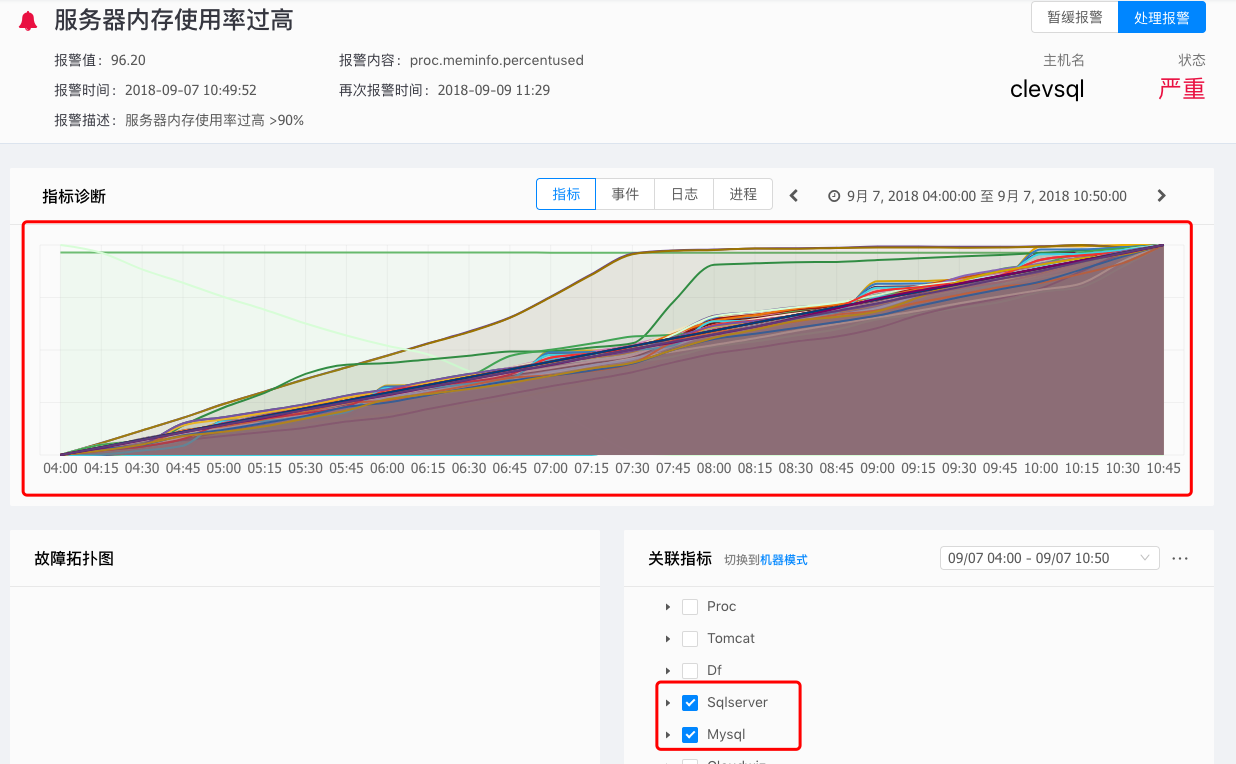 服务器内存使用率过高
暂缓报警 处理报警
报警值：96.20 报警内容：proc.meminfo.percentused 主机名 状态
报警时间：2018-09-07 10:49:52 再次报警时间：2018-09-09 11:29 clevsql 严重
报警描述：服务器内存使用率过高 >90%
指标诊断 指标 事件 日志 进程 9月 7, 2018 04:00:00 至 9月 7, 2018 10:50:00
04:00 04:15 04:30 04:45 05:00 05:15 05:30 05:45 06:00 06:15 06:30 06:45 07:00 07:15 07:30 07:45 08:00 08:15 08:30 08:45 09:00 09:15 09:30 09:45 10:00 10:15 10:30 10:45
故障拓扑图
关联指标 切换到机器模式 09/07 04:00 - 09/07 10:50 ···
Proc
Tomcat
Df
Sqlserver
Mysql